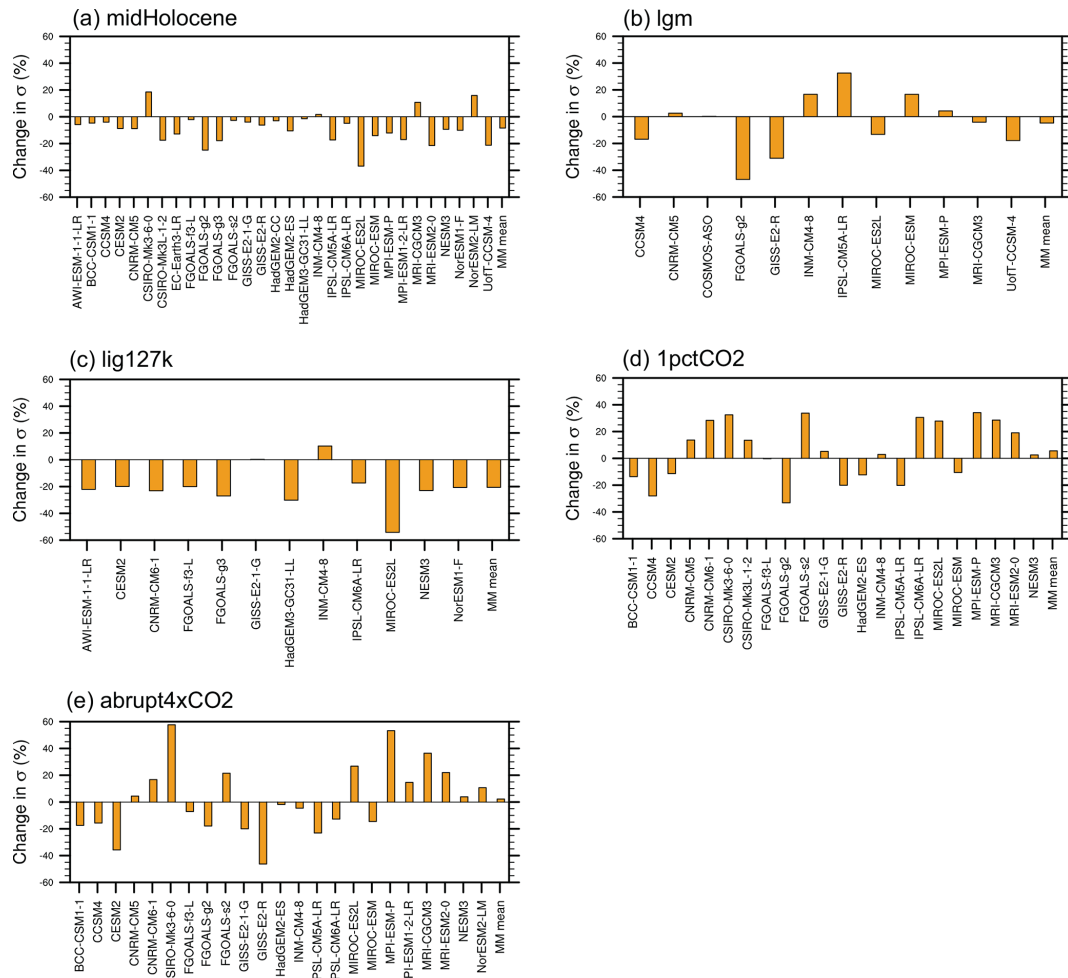 (a) midHolocene
Change in σ (%)
60
40
20
0
-20
-40
-60
AWI-ESM-1-1-LR
BCC-CSM1-1
CCSM4
CESM2
CNRM-CM5
CSIRO-Mk3-6-0
CSIRO-Mk3L-1-2
EC-Earth3-LR
FGOALS-f3-L
FGOALS-g2
FGOALS-g3
FGOALS-s2
GISS-E2-1-G
GISS-E2-R
HadGEM2-CC
HadGEM2-ES
HadGEM3-GC31-LL
INM-CM4-8
IPSL-CM5A-LR
IPSL-CM6A-LR
MIROC-ES2L
MIROC-ESM
MPI-ESM-P
MPI-ESM1-2-LR
MRI-CGCM3
MRI-ESM2-0
NESM3
NorESM1-F
NorESM2-LM
UofT-CCSM-4
MM mean
(b) lgm
Change in σ (%)
60
40
20
0
-20
-40
-60
CCSM4
CNRM-CM5
COSMOS-ASO
FGOALS-g2
GISS-E2-R
INM-CM4-8
IPSL-CM5A-LR
MIROC-ES2L
MIROC-ESM
MPI-ESM-P
MRI-CGCM3
UofT-CCSM-4
MM mean
(c) lig127k
Change in σ (%)
60
40
20
0
-20
-40
-60
AWI-ESM-1-1-LR
CESM2
CNRM-CM6-1
FGOALS-f3-L
FGOALS-g3
GISS-E2-1-G
HadGEM3-GC31-LL
INM-CM4-8
IPSL-CM6A-LR
MIROC-ES2L
NESM3
NorESM1-F
MM mean
(d) 1pctCO2
Change in σ (%)
60
40
20
0
-20
-40
-60
BCC-CSM1-1
CCSM4
CESM2
CNRM-CM5
CNRM-CM6-1
CSIRO-Mk3-6-0
CSIRO-Mk3L-1-2
FGOALS-f3-L
FGOALS-g2
FGOALS-s2
GISS-E2-1-G
GISS-E2-R
HadGEM2-ES
INM-CM4-8
IPSL-CM5A-LR
IPSL-CM6A-LR
MIROC-ES2L
MIROC-ESM
MPI-ESM-P
MRI-CGCM3
MRI-ESM2-0
NESM3
MM mean
(e) abrupt4xCO2
Change in σ (%)
60
40
20
0
-20
-40
-60
BCC-CSM1-1
CCSM4
CESM2
CNRM-CM5
CNRM-CM6-1
SIRO-Mk3-6-0
FGOALS-f3-L
FGOALS-g2
FGOALS-s2
GISS-E2-1-G
GISS-E2-R
HadGEM2-ES
INM-CM4-8
PSL-CM5A-LR
PSL-CM6A-LR
MIROC-ES2L
MIROC-ESM
MPI-ESM-P
PI-ESM1-2-LR
MRI-CGCM3
MRI-ESM2-0
NESM3
NorESM2-LM
MM mean